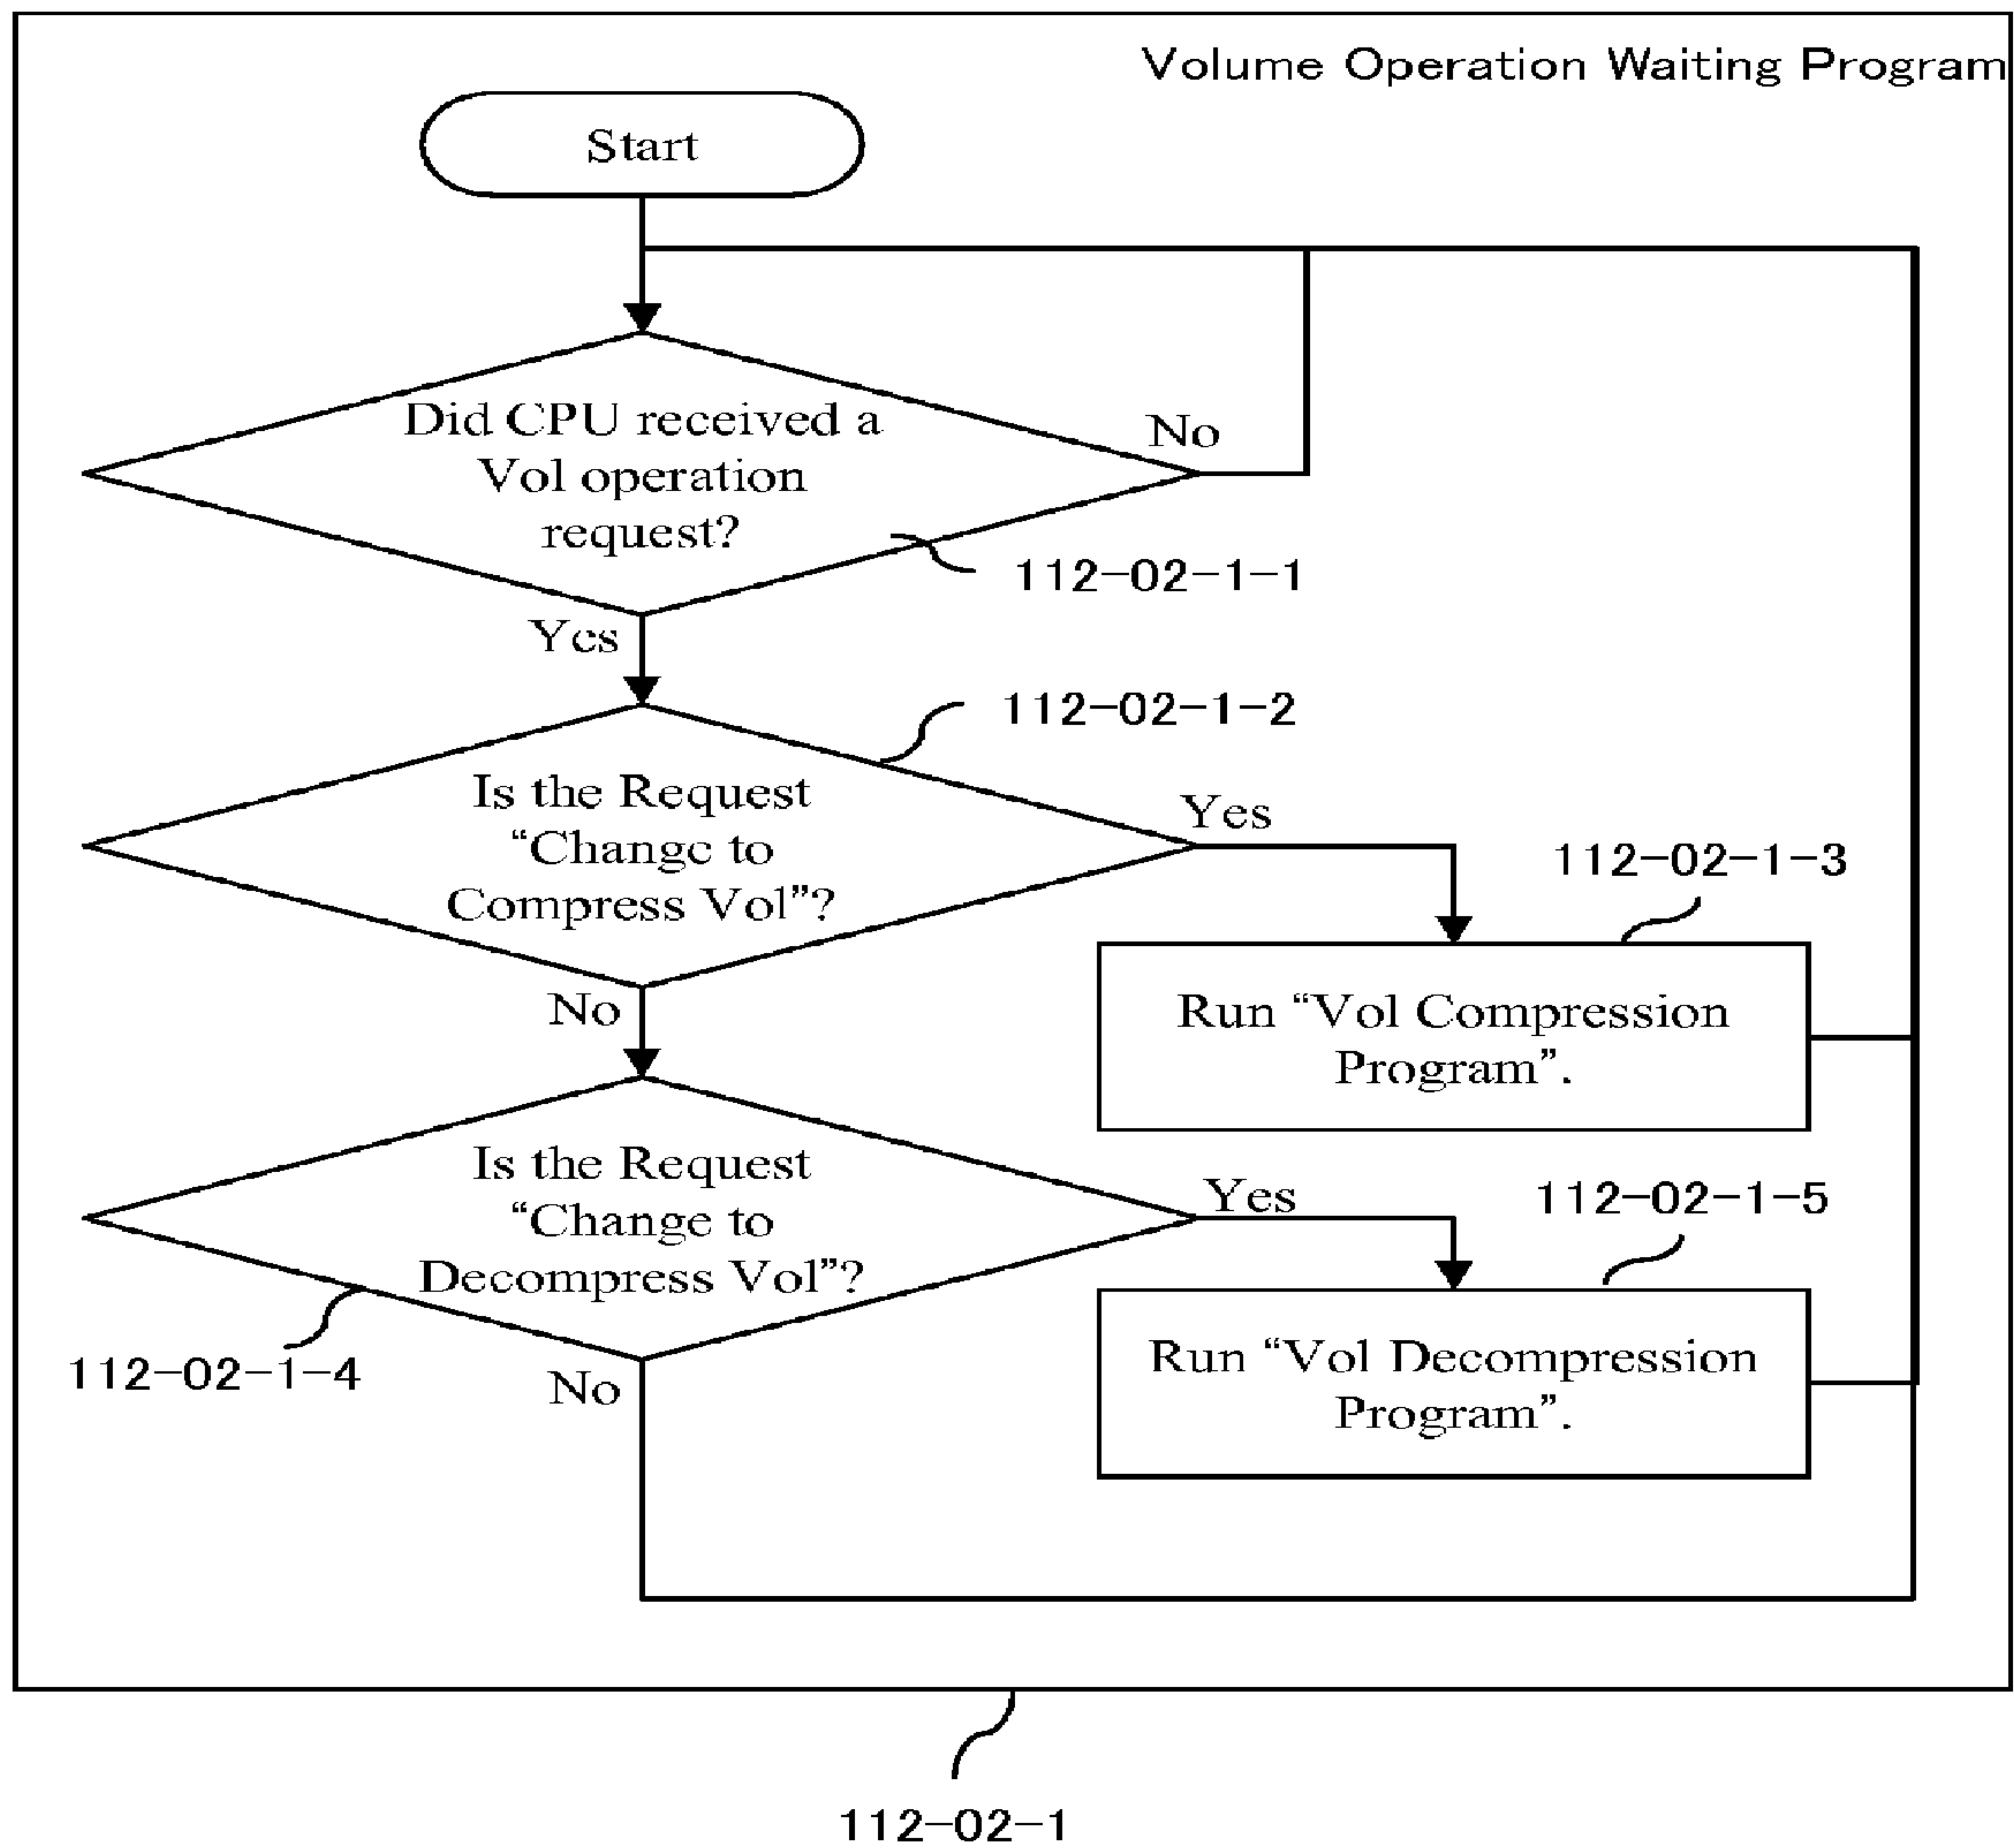 Volume Operation Waiting Program
Start
Did CPU received a
Vol operation
request?
No
112-02-1-1
Yes
112-02-1-2
Is the Request
“Change to
Compress Vol”?
Yes
112-02-1-3
Run “Vol Compression
Program”.
No
Is the Request
“Change to
Decompress Vol”?
Yes
112-02-1-5
Run “Vol Decompression
Program”.
112-02-1-4
No
112-02-1